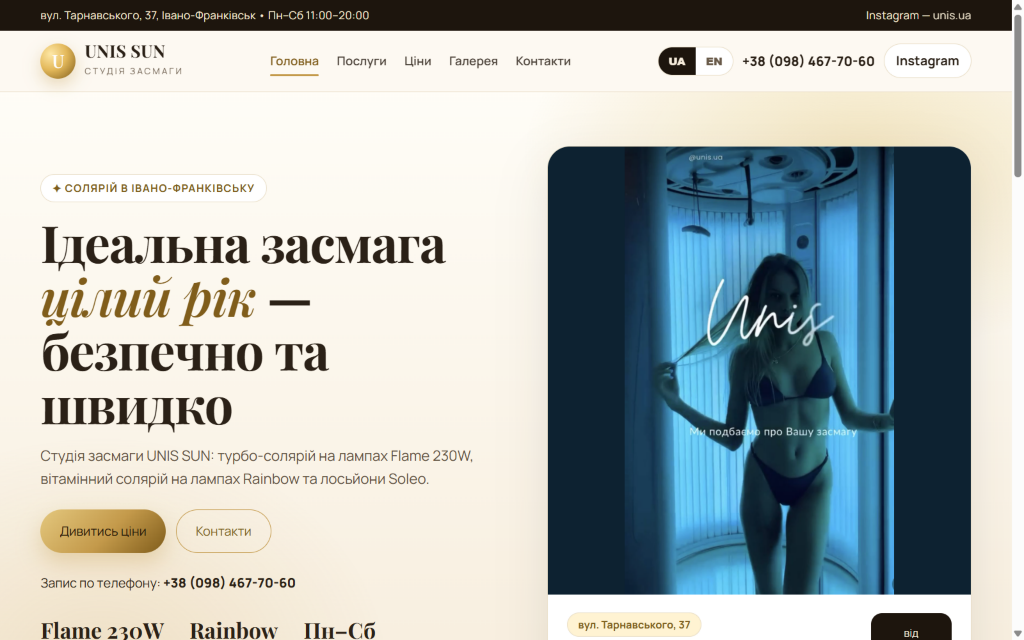 вул. Тарнавського, 37, Івано-Франківськ • Пн–Сб 11:00–20:00
Instagram — unis.ua
U
UNIS SUN
СТУДІЯ ЗАСМАГИ
Головна
Послуги
Ціни
Галерея
Контакти
UA
EN
+38 (098) 467-70-60
Instagram
✦ СОЛЯРІЙ В ІВАНО-ФРАНКІВСЬКУ
Ідеальна засмага
цілий рік —
безпечно та
швидко
Студія засмаги UNIS SUN: турбо-солярій на лампах Flame 230W,
вітамінний солярій на лампах Rainbow та лосьйони Soleo.
Дивитись ціни
Контакти
Запис по телефону: +38 (098) 467-70-60
Flame 230W
Rainbow
Пн–Сб
@unis.ua
Unis
Ми подбаємо про Вашу засмагу
вул. Тарнавського, 37
від